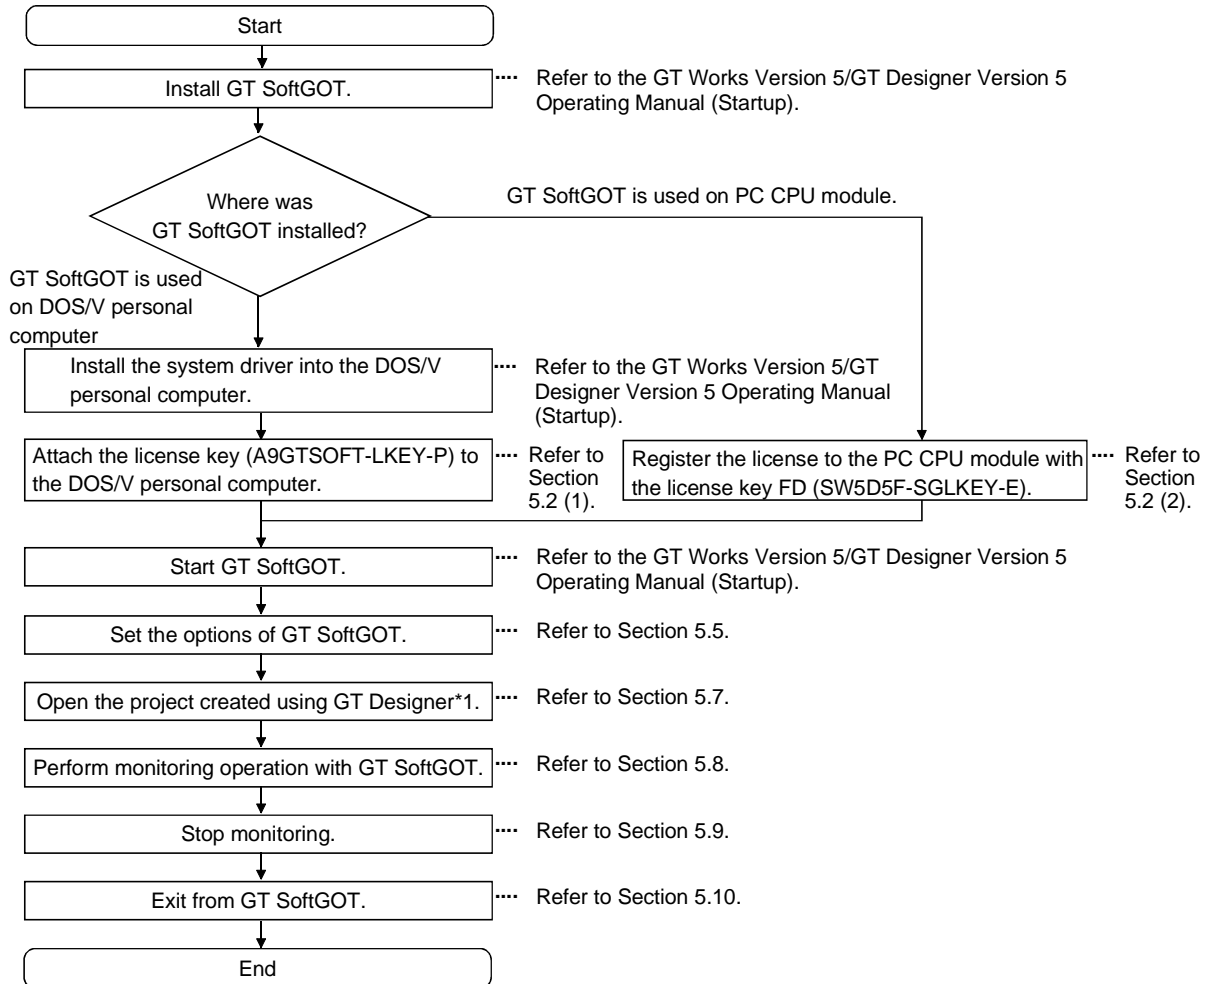 Start
Install GT SoftGOT.
Refer to the GT Works Version 5/GT Designer Version 5
Operating Manual (Startup).
Where was
GT SoftGOT installed?
GT SoftGOT is used on PC CPU module.
GT SoftGOT is used
on DOS/V personal
computer
Install the system driver into the DOS/V
personal computer.
Refer to the GT Works Version 5/GT
Designer Version 5 Operating Manual
(Startup).
Attach the license key (A9GTSOFT-LKEY-P) to
the DOS/V personal computer.
Refer to
Section
5.2 (1).
Register the license to the PC CPU module with
the license key FD (SW5D5F-SGLKEY-E).
Refer to
Section
5.2 (2).
Start GT SoftGOT.
Refer to the GT Works Version 5/GT Designer Version 5
Operating Manual (Startup).
Set the options of GT SoftGOT.
Refer to Section 5.5.
Open the project created using GT Designer*1.
Refer to Section 5.7.
Perform monitoring operation with GT SoftGOT.
Refer to Section 5.8.
Stop monitoring.
Refer to Section 5.9.
Exit from GT SoftGOT.
Refer to Section 5.10.
End